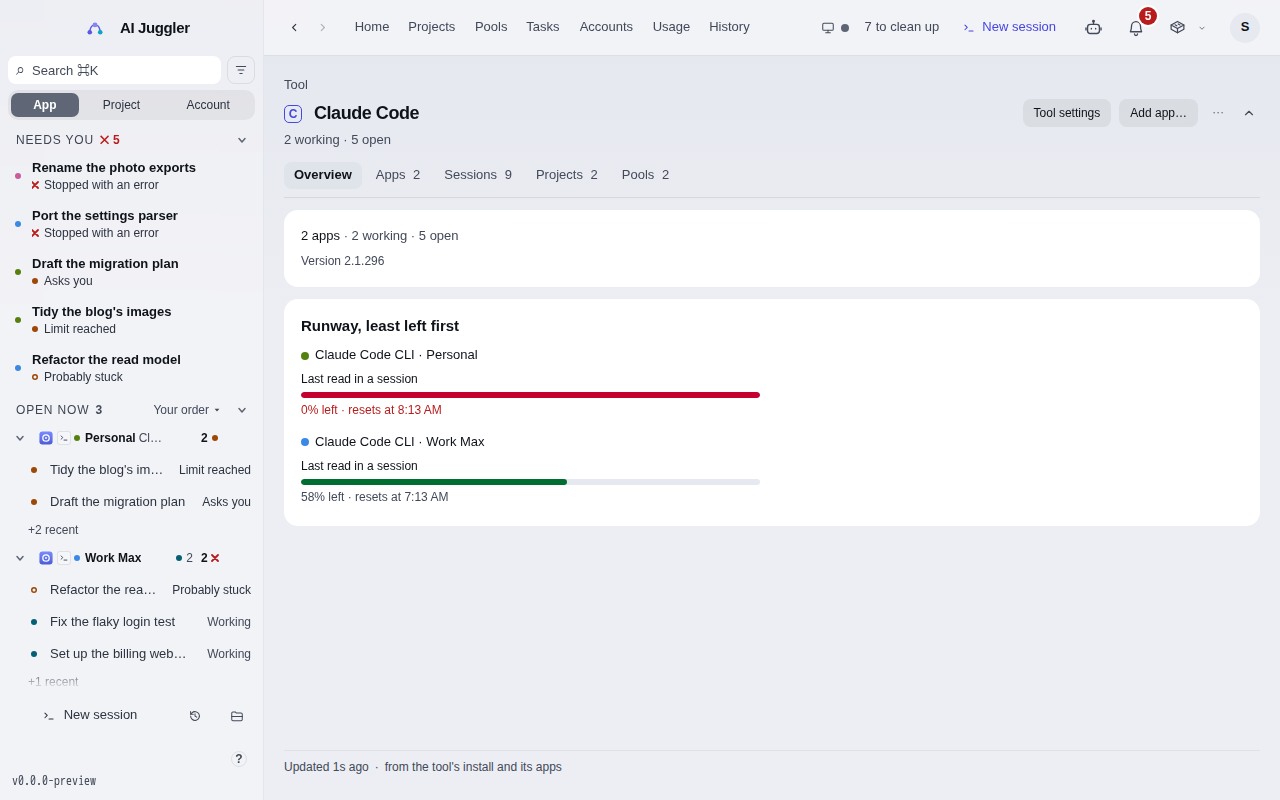 AI Juggler
Search ⌘K
App Project Account
NEEDS YOU 5
Rename the photo exports
Stopped with an error
Port the settings parser
Stopped with an error
Draft the migration plan
Asks you
Tidy the blog's images
Limit reached
Refactor the read model
Probably stuck
OPEN NOW 3 Your order
Personal Cl… 2
Tidy the blog's im… Limit reached
Draft the migration plan Asks you
+2 recent
Work Max 2 2
Refactor the rea… Probably stuck
Fix the flaky login test Working
Set up the billing web… Working
+1 recent
New session
?
v0.0.0-preview
Home Projects Pools Tasks Accounts Usage History 7 to clean up New session 5 S
Tool
C Claude Code Tool settings Add app… …
2 working · 5 open
Overview Apps 2 Sessions 9 Projects 2 Pools 2
2 apps · 2 working · 5 open
Version 2.1.296
Runway, least left first
Claude Code CLI · Personal
Last read in a session
0% left · resets at 8:13 AM
Claude Code CLI · Work Max
Last read in a session
58% left · resets at 7:13 AM
Updated 1s ago · from the tool's install and its apps